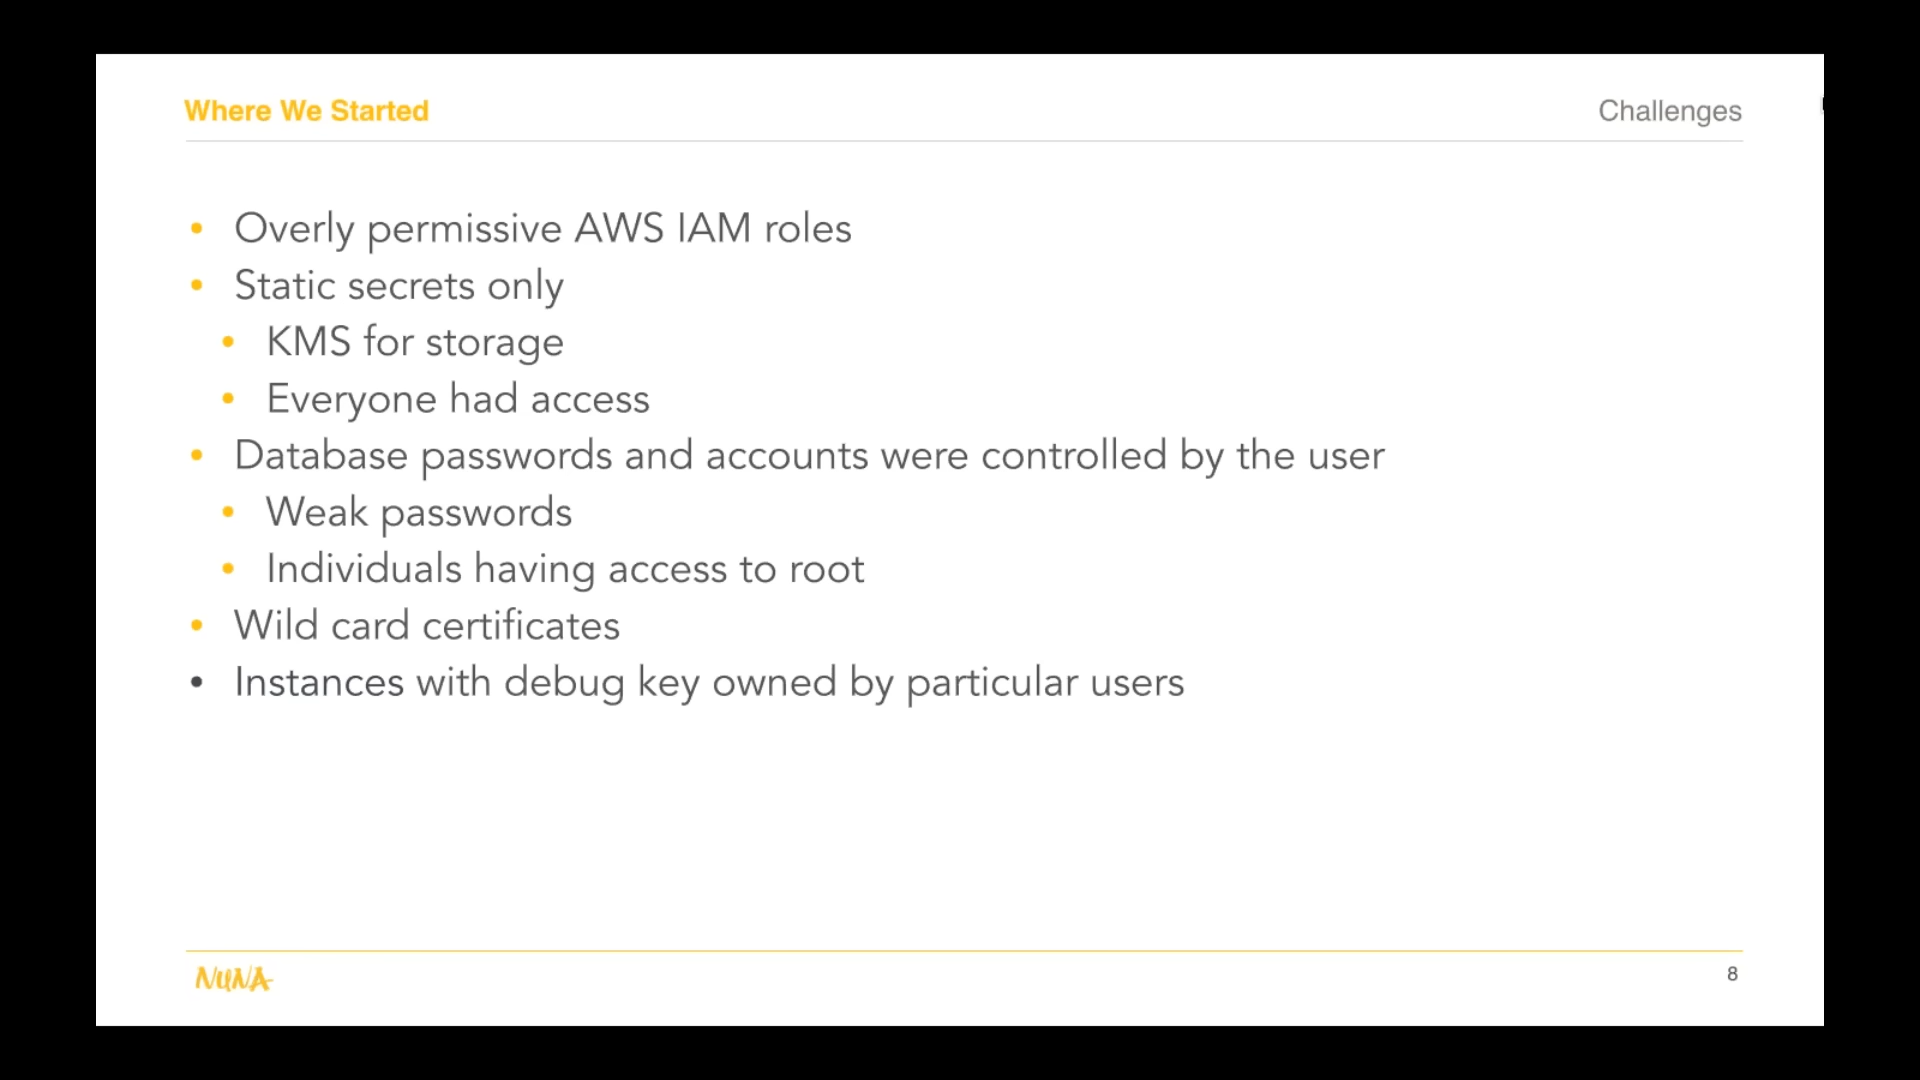 Where We Started
Challenges
• Overly permissive AWS IAM roles
• Static secrets only
• KMS for storage
• Everyone had access
• Database passwords and accounts were controlled by the user
• Weak passwords
• Individuals having access to root
• Wild card certificates
• Instances with debug key owned by particular users
NUNA
8